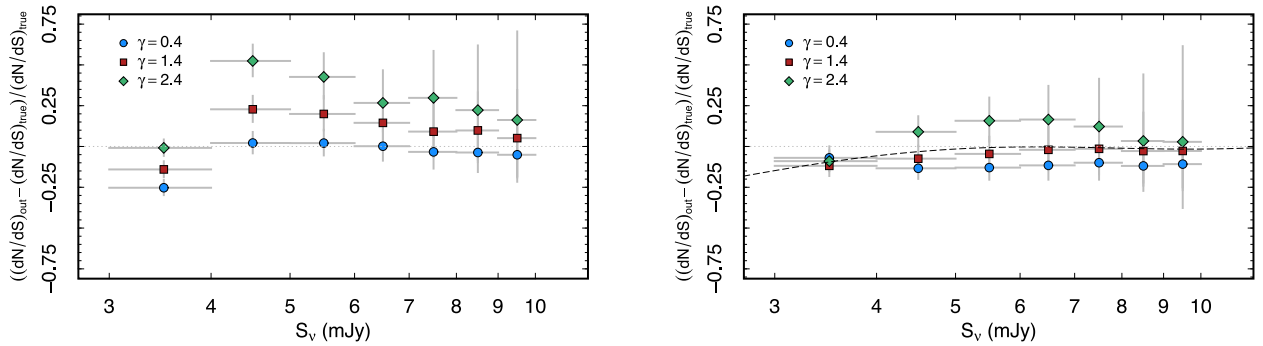 ((dN/dS)out − (dN/dS)true)/(dN/dS)true
0.75
0.25
−0.25
−0.75
γ = 0.4
γ = 1.4
γ = 2.4
3 4 5 6 7 8 9 10
Sν (mJy)
((dN/dS)out − (dN/dS)true)/(dN/dS)true
0.75
0.25
−0.25
−0.75
γ = 0.4
γ = 1.4
γ = 2.4
3 4 5 6 7 8 9 10
Sν (mJy)